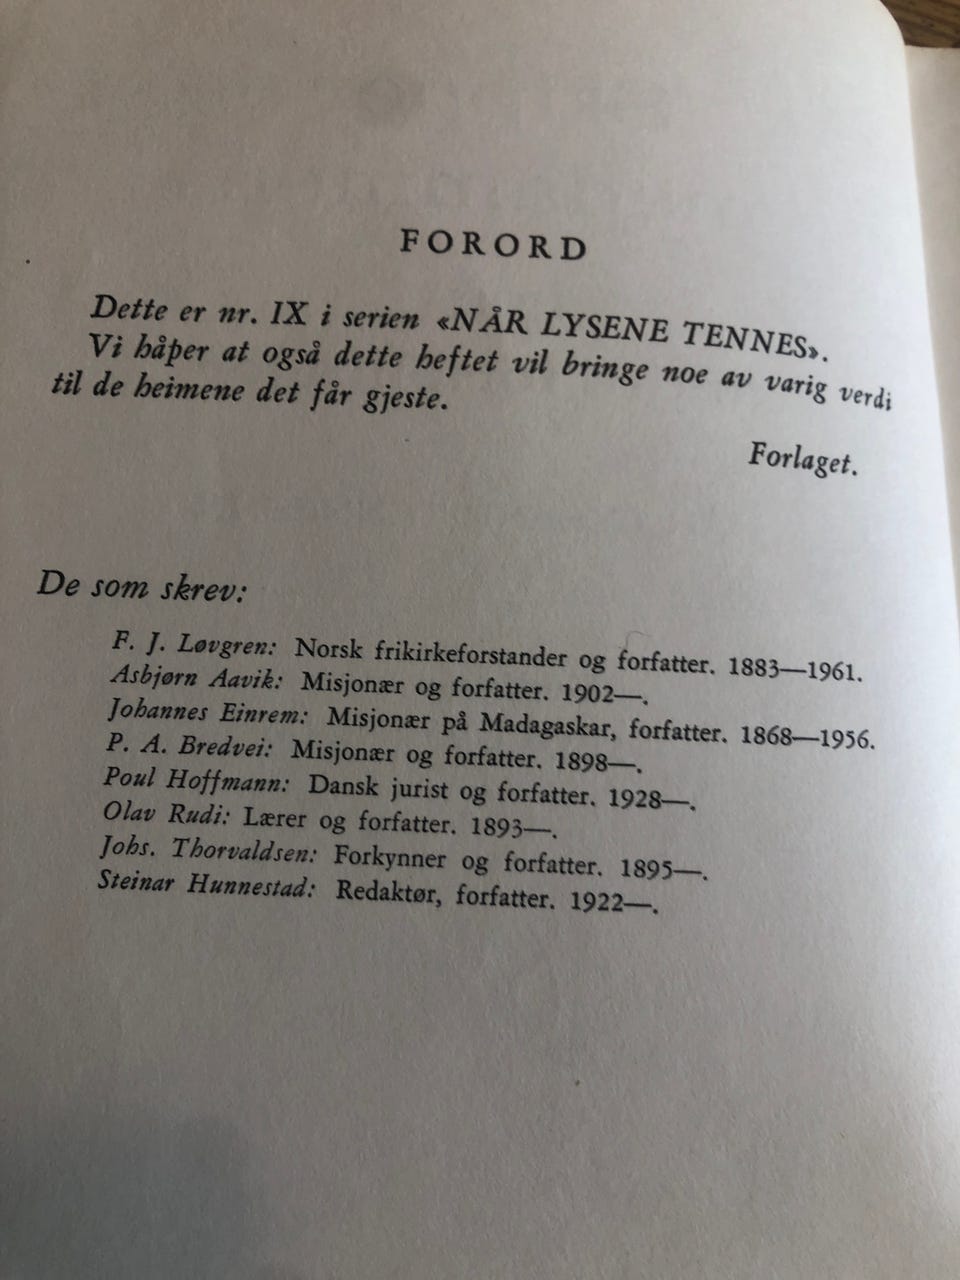 FORORD
Dette er nr. IX i serien «NÅR LYSENE TENNES».
Vi håper at også dette heftet vil bringe noe av varig verdi
til de heimene det får gjeste.
Forlaget.
De som skrev:
F. J. Løvgren: Norsk frikirkeforstander og forfatter. 1883—1961.
Asbjørn Aavik: Misjonær og forfatter. 1902—.
Johannes Einrem: Misjonær på Madagaskar, forfatter. 1868—1956.
P. A. Bredvei: Misjonær og forfatter. 1898—.
Poul Hoffmann: Dansk jurist og forfatter. 1928—.
Olav Rudi: Lærer og forfatter. 1893—.
Johs. Thorvaldsen: Forkynner og forfatter. 1895—.
Steinar Hunnestad: Redaktør, forfatter. 1922—.